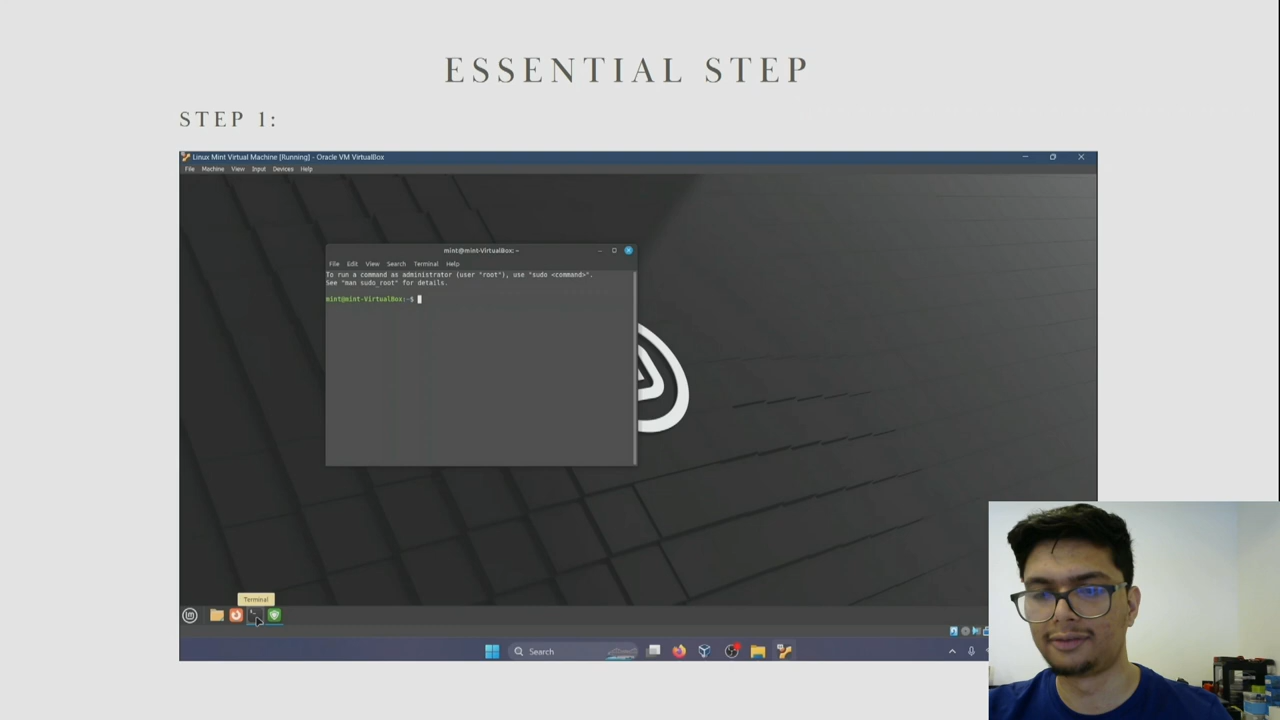 ESSENTIAL STEP
STEP 1:
Linux Mint Virtual Machine [Running] - Oracle VM VirtualBox
File Machine View Input Devices Help
mint@mint-VirtualBox: ~
File Edit View Search Terminal Help
To run a command as administrator (user "root"), use "sudo <command>".
See "man sudo_root" for details.
mint@mint-VirtualBox:~$
Terminal
Search